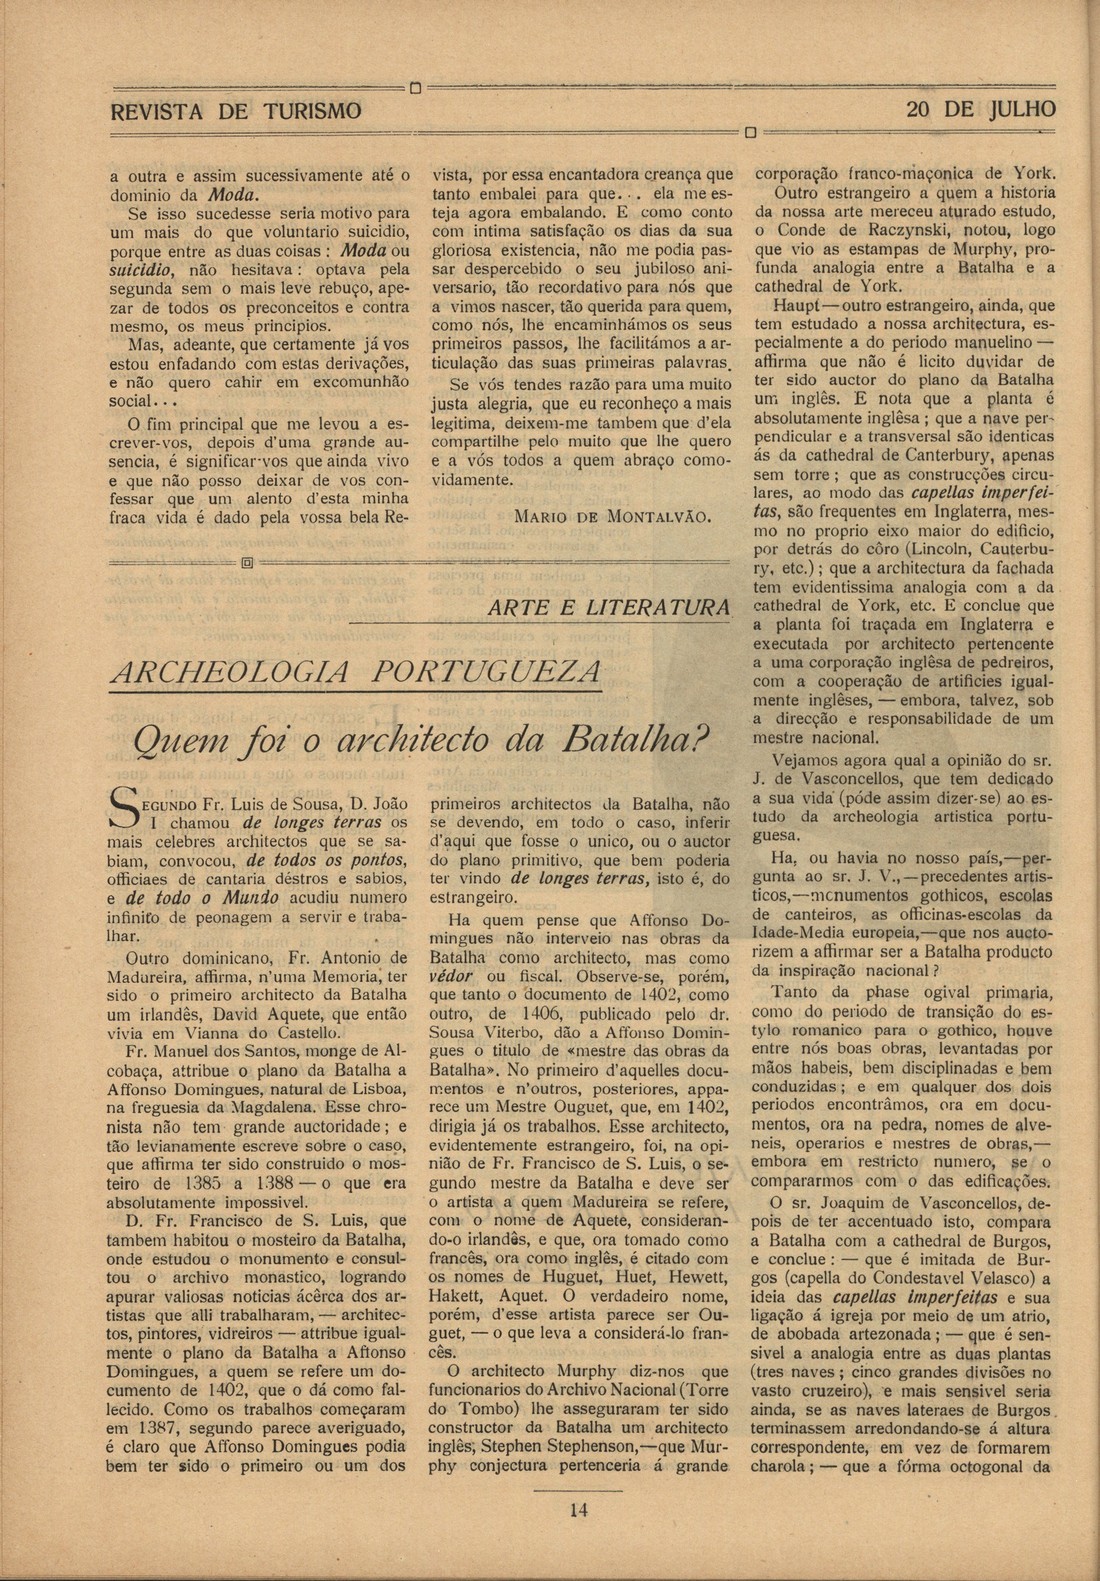 REVISTA DE TURISMO
20 DE JULHO
a outra e assim sucessivamente até o
dominio da Moda.
Se isso sucedesse seria motivo para
um mais do que voluntario suicidio,
porque entre as duas coisas : Moda ou
suicidio, não hesitava : optava pela
segunda sem o mais leve rebuço, ape-
zar de todos os preconceitos e contra
mesmo, os meus principios.
Mas, adeante, que certamente já vos
estou enfadando com estas derivações,
e não quero cahir em excomunhão
social...
O fim principal que me levou a es-
crever-vos, depois d'uma grande au-
sencia, é significar-vos que ainda vivo
e que não posso deixar de vos con-
fessar que um alento d'esta minha
fraca vida é dado pela vossa bela Re-
vista, por essa encantadora creança que
tanto embalei para que... ela me es-
teja agora embalando. E como conto
com intima satisfação os dias da sua
gloriosa existencia, não me podia pas-
sar despercebido o seu jubiloso ani-
versario, tão recordativo para nós que
a vimos nascer, tão querida para quem,
como nós, lhe encaminhámos os seus
primeiros passos, lhe facilitámos a ar-
ticulação das suas primeiras palavras.
Se vós tendes razão para uma muito
justa alegria, que eu reconheço a mais
legitima, deixem-me tambem que d'ela
compartilhe pelo muito que lhe quero
e a vós todos a quem abraço como-
vidamente.
MARIO DE MONTALVÃO.
ARTE E LITERATURA
ARCHEOLOGIA PORTUGUEZA
Quem foi o architecto da Batalha?
SEGUNDO Fr. Luis de Sousa, D. João
I chamou de longes terras os
mais celebres architectos que se sa-
biam, convocou, de todos os pontos,
officiaes de cantaria déstros e sabios,
e de todo o Mundo acudiu numero
infinito de peonagem a servir e traba-
lhar.
Outro dominicano, Fr. Antonio de
Madureira, affirma, n'uma Memoria, ter
sido o primeiro architecto da Batalha
um irlandês, David Aquete, que então
vivia em Vianna do Castello.
Fr. Manuel dos Santos, monge de Al-
cobaça, attribue o plano da Batalha a
Affonso Domingues, natural de Lisboa,
na freguesia da Magdalena. Esse chro-
nista não tem grande auctoridade ; e
tão levianamente escreve sobre o caso,
que affirma ter sido construido o mos-
teiro de 1385 a 1388 — o que era
absolutamente impossivel.
D. Fr. Francisco de S. Luis, que
tambem habitou o mosteiro da Batalha,
onde estudou o monumento e consul-
tou o archivo monastico, logrando
apurar valiosas noticias ácêrca dos ar-
tistas que alli trabalharam, — architec-
tos, pintores, vidreiros — attribue igual-
mente o plano da Batalha a Affonso
Domingues, a quem se refere um do-
cumento de 1402, que o dá como fal-
lecido. Como os trabalhos começaram
em 1387, segundo parece averiguado,
é claro que Affonso Domingues podia
bem ter sido o primeiro ou um dos
primeiros architectos da Batalha, não
se devendo, em todo o caso, inferir
d'aqui que fosse o unico, ou o auctor
do plano primitivo, que bem poderia
ter vindo de longes terras, isto é, do
estrangeiro.
Ha quem pense que Affonso Do-
mingues não interveio nas obras da
Batalha como architecto, mas como
védor ou fiscal. Observe-se, porém,
que tanto o documento de 1402, como
outro, de 1406, publicado pelo dr.
Sousa Viterbo, dão a Affonso Domin-
gues o titulo de «mestre das obras da
Batalha». No primeiro d'aquelles docu-
mentos e n'outros, posteriores, appa-
rece um Mestre Ouguet, que, em 1402,
dirigia já os trabalhos. Esse architecto,
evidentemente estrangeiro, foi, na opi-
nião de Fr. Francisco de S. Luis, o se-
gundo mestre da Batalha e deve ser
o artista a quem Madureira se refere,
com o nome de Aquete, consideran-
do-o irlandês, e que, ora tomado como
francês, ora como inglês, é citado com
os nomes de Huguet, Huet, Hewett,
Hakett, Aquet. O verdadeiro nome,
porém, d'esse artista parece ser Ou-
guet, — o que leva a considerá-lo fran-
cês.
O architecto Murphy diz-nos que
funcionarios do Archivo Nacional (Torre
do Tombo) lhe asseguraram ter sido
constructor da Batalha um architecto
inglês, Stephen Stephenson,—que Mur-
phy conjectura pertenceria á grande
corporação franco-maçonica de York.
Outro estrangeiro a quem a historia
da nossa arte mereceu aturado estudo,
o Conde de Raczynski, notou, logo
que vio as estampas de Murphy, pro-
funda analogia entre a Batalha e a
cathedral de York.
Haupt — outro estrangeiro, ainda, que
tem estudado a nossa architectura, es-
pecialmente a do periodo manuelino —
affirma que não é licito duvidar de
ter sido auctor do plano da Batalha
um inglês. E nota que a planta é
absolutamente inglêsa ; que a nave per-
pendicular e a transversal são identicas
ás da cathedral de Canterbury, apenas
sem torre ; que as construcções circu-
lares, ao modo das capellas imperfei-
tas, são frequentes em Inglaterra, mes-
mo no proprio eixo maior do edificio,
por detrás do côro (Lincoln, Cauterbu-
ry, etc.) ; que a architectura da fachada
tem evidentissima analogia com a da
cathedral de York, etc. E conclue que
a planta foi traçada em Inglaterra e
executada por architecto pertencente
a uma corporação inglêsa de pedreiros,
com a cooperação de artificies igual-
mente inglêses, — embora, talvez, sob
a direcção e responsabilidade de um
mestre nacional.
Vejamos agora qual a opinião do sr.
J. de Vasconcellos, que tem dedicado
a sua vida (póde assim dizer-se) ao es-
tudo da archeologia artistica portu-
guesa.
Ha, ou havia no nosso país,—per-
gunta ao sr. J. V.,—precedentes artis-
ticos,—monumentos gothicos, escolas
de canteiros, as officinas-escolas da
Idade-Media europeia,—que nos aucto-
rizem a affirmar ser a Batalha producto
da inspiração nacional ?
Tanto da phase ogival primaria,
como do periodo de transição do es-
tylo romanico para o gothico, houve
entre nós boas obras, levantadas por
mãos habeis, bem disciplinadas e bem
conduzidas ; e em qualquer dos dois
periodos encontrâmos, ora em docu-
mentos, ora na pedra, nomes de alve-
neis, operarios e mestres de obras,—
embora em restricto numero, se o
compararmos com o das edificações.
O sr. Joaquim de Vasconcellos, de-
pois de ter accentuado isto, compara
a Batalha com a cathedral de Burgos,
e conclue : — que é imitada de Bur-
gos (capella do Condestavel Velasco) a
ideia das capellas imperfeitas e sua
ligação á igreja por meio de um atrio,
de abobada artezonada ; — que é sen-
sivel a analogia entre as duas plantas
(tres naves ; cinco grandes divisões no
vasto cruzeiro), e mais sensivel seria
ainda, se as naves lateraes de Burgos
terminassem arredondando-se á altura
correspondente, em vez de formarem
charola ; — que a fórma octogonal da
14